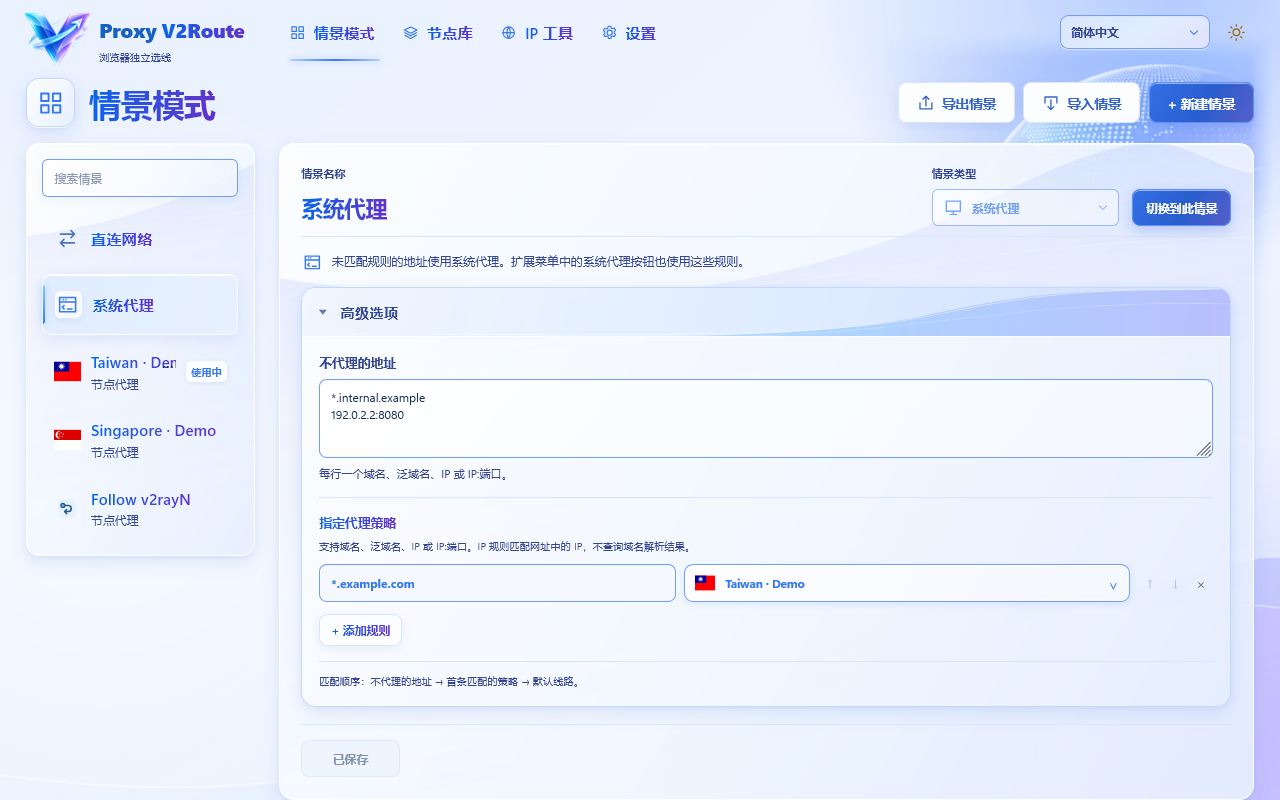 Proxy V2Route
浏览器独立选线
情景模式
节点库
IP 工具
设置
简体中文
情景模式
导出情景
导入情景
+ 新建情景
搜索情景
直连网络
系统代理
Taiwan · Den
节点代理
使用中
Singapore · Demo
节点代理
Follow v2rayN
节点代理
情景名称
系统代理
情景类型
系统代理
切换到此情景
未匹配规则的地址使用系统代理。扩展菜单中的系统代理按钮也使用这些规则。
高级选项
不代理的地址
*.internal.example
192.0.2.2:8080
每行一个域名、泛域名、IP 或 IP:端口。
指定代理策略
支持域名、泛域名、IP 或 IP:端口。IP 规则匹配网址中的 IP，不查询域名解析结果。
*.example.com
Taiwan · Demo
↑ ↓ ×
+ 添加规则
匹配顺序：不代理的地址 → 首条匹配的策略 → 默认线路。
已保存